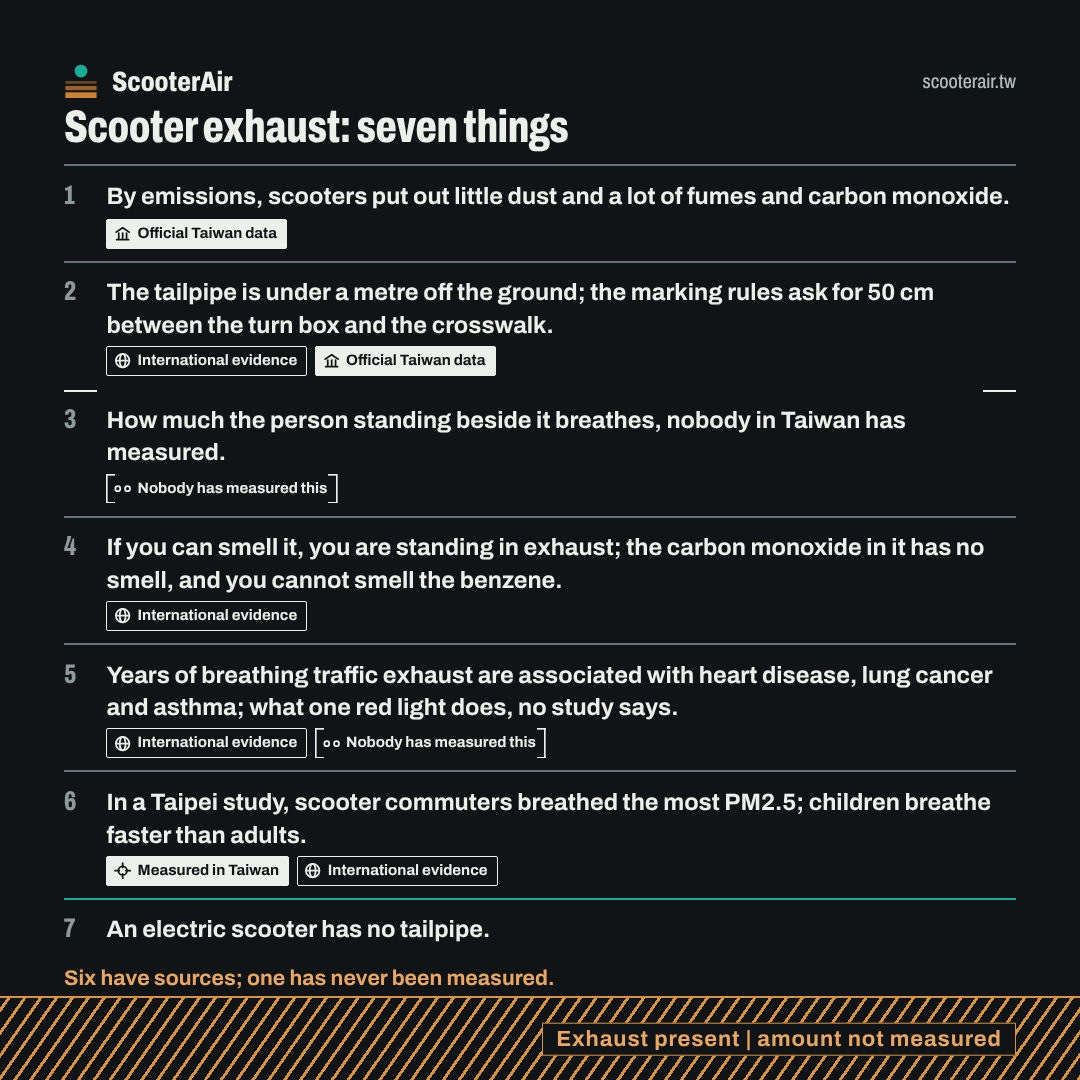 ScooterAir
scooterair.tw
Scooter exhaust: seven things
1
By emissions, scooters put out little dust and a lot of fumes and carbon monoxide.
Official Taiwan data
2
The tailpipe is under a metre off the ground; the marking rules ask for 50 cm
between the turn box and the crosswalk.
International evidence
Official Taiwan data
3
How much the person standing beside it breathes, nobody in Taiwan has
measured.
Nobody has measured this
4
If you can smell it, you are standing in exhaust; the carbon monoxide in it has no
smell, and you cannot smell the benzene.
International evidence
5
Years of breathing traffic exhaust are associated with heart disease, lung cancer
and asthma; what one red light does, no study says.
International evidence
Nobody has measured this
6
In a Taipei study, scooter commuters breathed the most PM2.5; children breathe
faster than adults.
Measured in Taiwan
International evidence
7
An electric scooter has no tailpipe.
Six have sources; one has never been measured.
Exhaust present | amount not measured